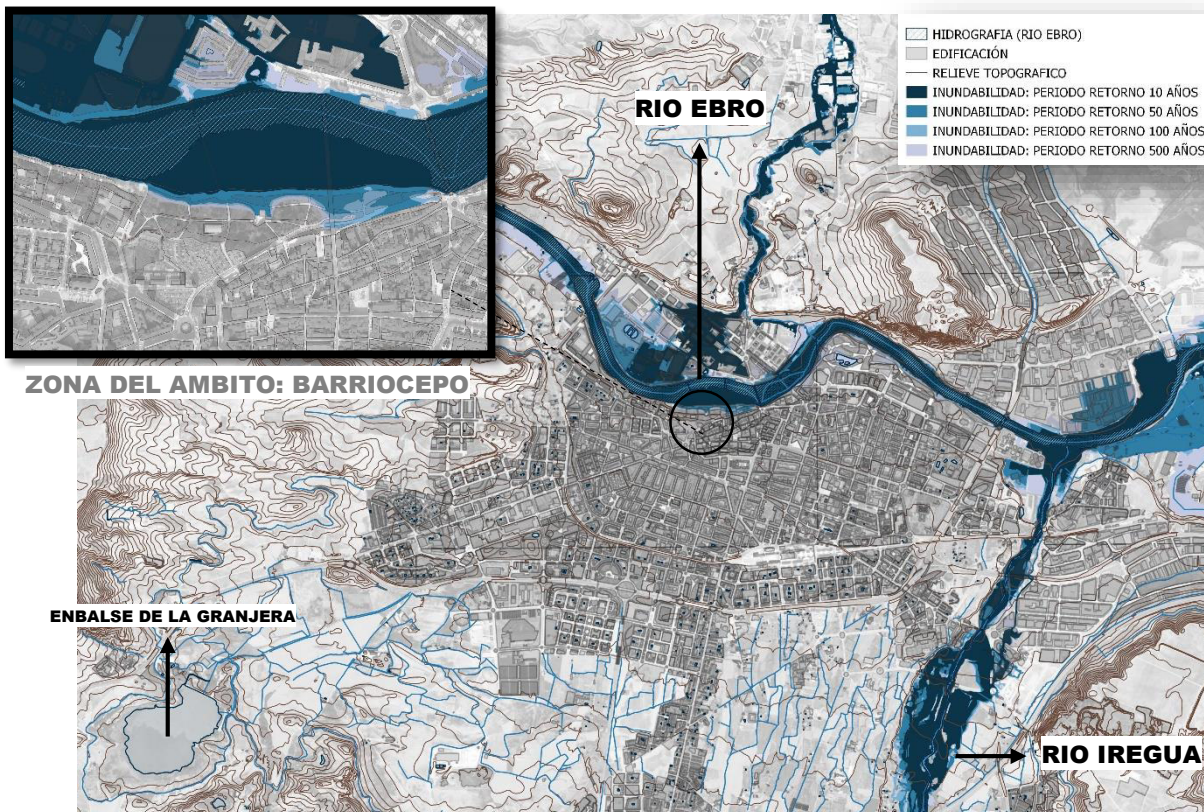 HIDROGRAFIA (RIO EBRO)
EDIFICACIÓN
RELIEVE TOPOGRAFICO
INUNDABILIDAD: PERIODO RETORNO 10 AÑOS
INUNDABILIDAD: PERIODO RETORNO 50 AÑOS
INUNDABILIDAD: PERIODO RETORNO 100 AÑOS
INUNDABILIDAD: PERIODO RETORNO 500 AÑOS
RIO EBRO
ZONA DEL AMBITO: BARRIOCEPO
ENBALSE DE LA GRANJERA
RIO IREGUA